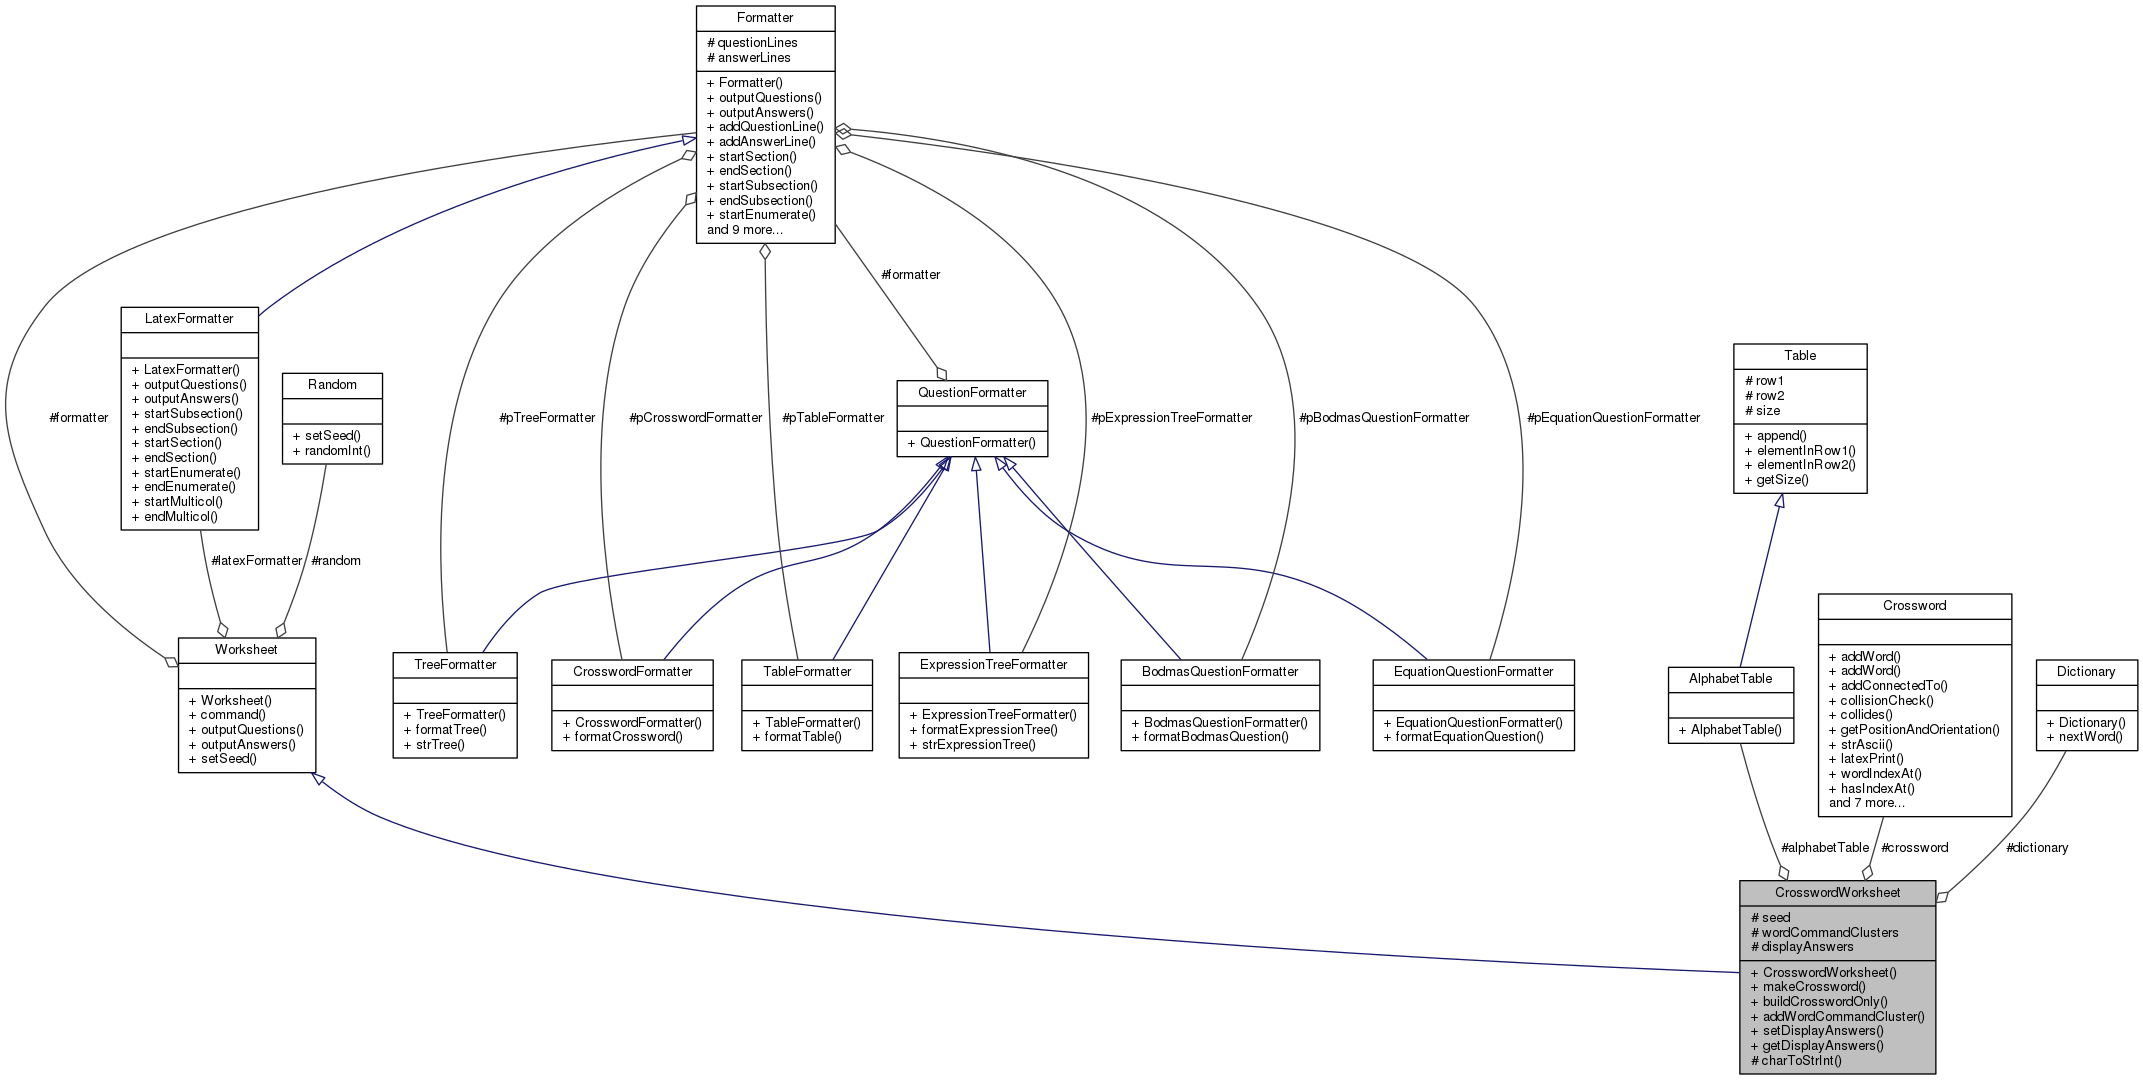 Formatter
# questionLines
# answerLines
+ Formatter()
+ outputQuestions()
+ outputAnswers()
+ addQuestionLine()
+ addAnswerLine()
+ startSection()
+ endSection()
+ startSubsection()
+ endSubsection()
+ startEnumerate()
and 9 more...
#formatter
LatexFormatter
+ LatexFormatter()
+ outputQuestions()
+ outputAnswers()
+ startSubsection()
+ endSubsection()
+ startSection()
+ endSection()
+ startEnumerate()
+ endEnumerate()
+ startMulticol()
+ endMulticol()
Random
+ setSeed()
+ randomInt()
QuestionFormatter
+ QuestionFormatter()
Table
# row1
# row2
# size
+ append()
+ elementInRow1()
+ elementInRow2()
+ getSize()
#formatter
#pTreeFormatter
#pCrosswordFormatter
#pTableFormatter
#pExpressionTreeFormatter
#pBodmasQuestionFormatter
#pEquationQuestionFormatter
#latexFormatter
#random
Worksheet
+ Worksheet()
+ command()
+ outputQuestions()
+ outputAnswers()
+ setSeed()
TreeFormatter
+ TreeFormatter()
+ formatTree()
+ strTree()
CrosswordFormatter
+ CrosswordFormatter()
+ formatCrossword()
TableFormatter
+ TableFormatter()
+ formatTable()
ExpressionTreeFormatter
+ ExpressionTreeFormatter()
+ formatExpressionTree()
+ strExpressionTree()
BodmasQuestionFormatter
+ BodmasQuestionFormatter()
+ formatBodmasQuestion()
EquationQuestionFormatter
+ EquationQuestionFormatter()
+ formatEquationQuestion()
AlphabetTable
+ AlphabetTable()
Crossword
+ addWord()
+ addWord()
+ addConnectedTo()
+ collisionCheck()
+ collides()
+ getPositionAndOrientation()
+ strAscii()
+ latexPrint()
+ wordIndexAt()
+ hasIndexAt()
and 7 more...
Dictionary
+ Dictionary()
+ nextWord()
#alphabetTable
#crossword
#dictionary
CrosswordWorksheet
# seed
# wordCommandClusters
# displayAnswers
+ CrosswordWorksheet()
+ makeCrossword()
+ buildCrosswordOnly()
+ addWordCommandCluster()
+ setDisplayAnswers()
+ getDisplayAnswers()
# charToStrInt()